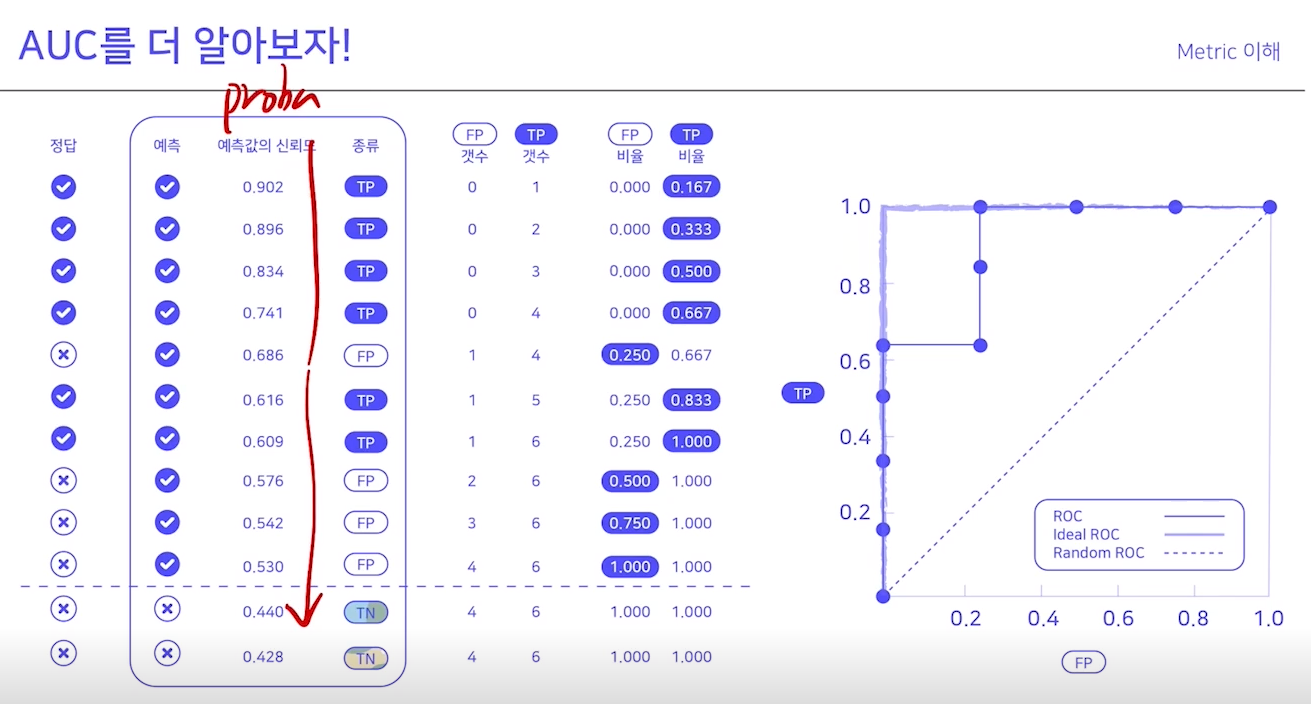 AUC를 더 알아보자!
Metric 이해
proba
정답 예측 예측값의 신뢰도 종류 FP 갯수 TP 갯수 FP 비율 TP 비율
0.902 TP 0 1 0.000 0.167
0.896 TP 0 2 0.000 0.333
0.834 TP 0 3 0.000 0.500
0.741 TP 0 4 0.000 0.667
0.686 FP 1 4 0.250 0.667
0.616 TP 1 5 0.250 0.833
0.609 TP 1 6 0.250 1.000
0.576 FP 2 6 0.500 1.000
0.542 FP 3 6 0.750 1.000
0.530 FP 4 6 1.000 1.000
0.440 TN 4 6 1.000 1.000
0.428 TN 4 6 1.000 1.000
1.0
0.8
0.6
0.4
0.2
TP
ROC
Ideal ROC
Random ROC
0.2 0.4 0.6 0.8 1.0
FP